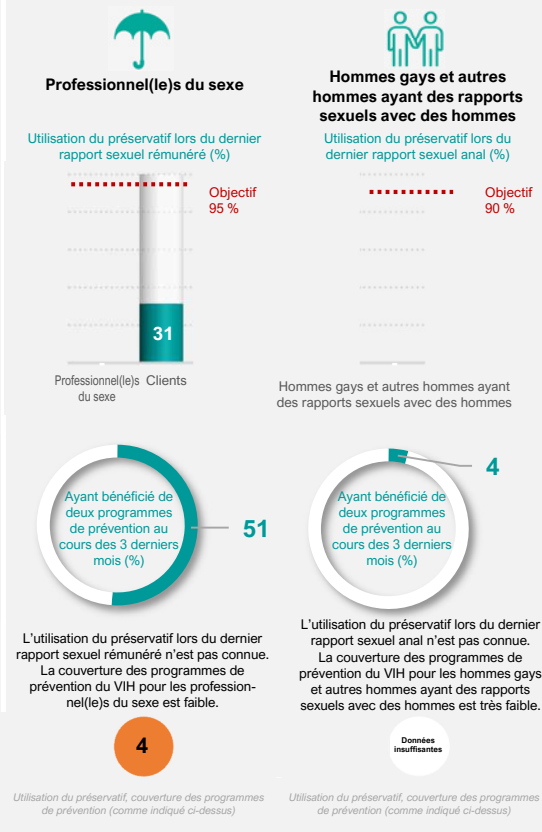 Professionnel(le)s du sexe
Utilisation du préservatif lors du dernier
rapport sexuel rémunéré (%)
Objectif
95 %
31
Professionnel(le)s
du sexe
Clients
Ayant bénéficié de
deux programmes
de prévention au
cours des 3 derniers
mois (%)
51
L'utilisation du préservatif lors du dernier
rapport sexuel rémunéré n'est pas connue.
La couverture des programmes de
prévention du VIH pour les profession-
nel(le)s du sexe est faible.
4
Utilisation du préservatif, couverture des programmes
de prévention (comme indiqué ci-dessus)
Hommes gays et autres
hommes ayant des rapports
sexuels avec des hommes
Utilisation du préservatif lors du
dernier rapport sexuel anal (%)
Objectif
90 %
Hommes gays et autres hommes ayant
des rapports sexuels avec des hommes
Ayant bénéficié de
deux programmes
de prévention au
cours des 3 derniers
mois (%)
4
L'utilisation du préservatif lors du dernier
rapport sexuel anal n'est pas connue.
La couverture des programmes de
prévention du VIH pour les hommes gays
et autres hommes ayant des rapports
sexuels avec des hommes est très faible.
Données
insuffisantes
Utilisation du préservatif, couverture des programmes
de prévention (comme indiqué ci-dessus)